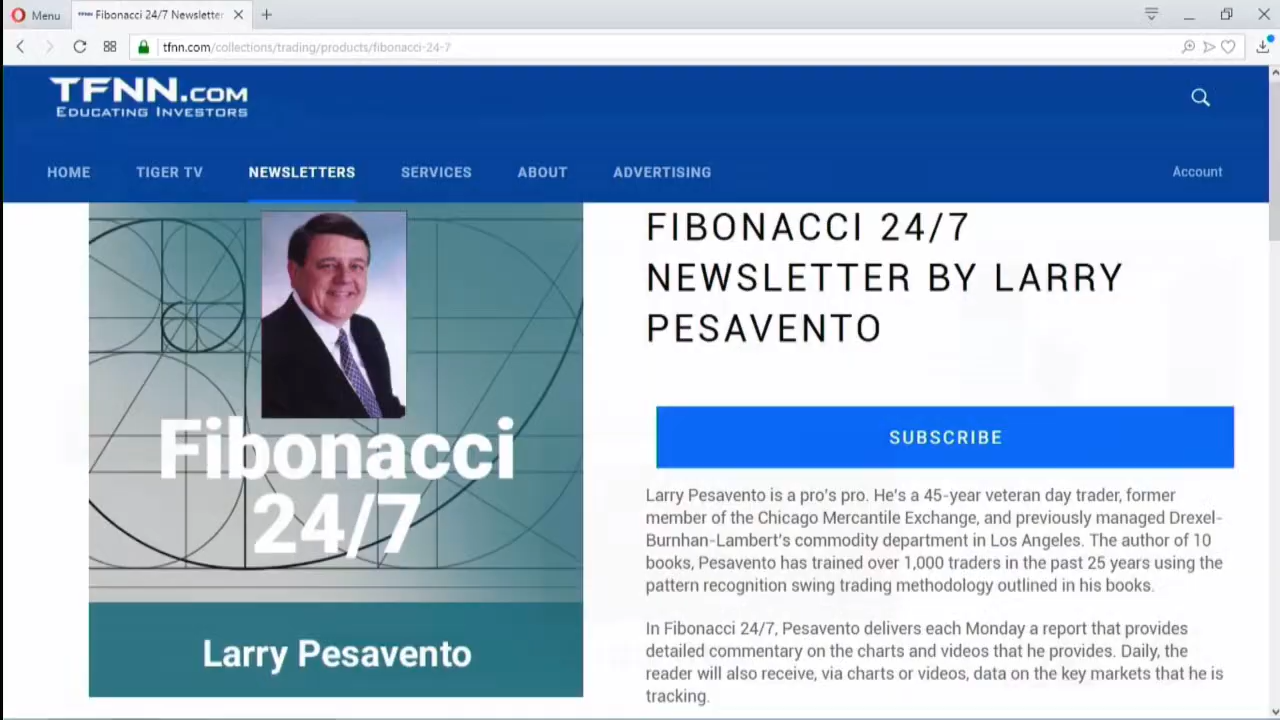 Menu
Fibonacci 24/7 Newsletter
tfnn.com/collections/trading/products/fibonacci-24-7
TFNN.COM
EDUCATING INVESTORS
HOME
TIGER TV
NEWSLETTERS
SERVICES
ABOUT
ADVERTISING
Account
Fibonacci
24/7
Larry Pesavento
FIBONACCI 24/7
NEWSLETTER BY LARRY
PESAVENTO
SUBSCRIBE
Larry Pesavento is a pro's pro. He's a 45-year veteran day trader, former
member of the Chicago Mercantile Exchange, and previously managed Drexel-
Burnhan-Lambert's commodity department in Los Angeles. The author of 10
books, Pesavento has trained over 1,000 traders in the past 25 years using the
pattern recognition swing trading methodology outlined in his books.
In Fibonacci 24/7, Pesavento delivers each Monday a report that provides
detailed commentary on the charts and videos that he provides. Daily, the
reader will also receive, via charts or videos, data on the key markets that he is
tracking.